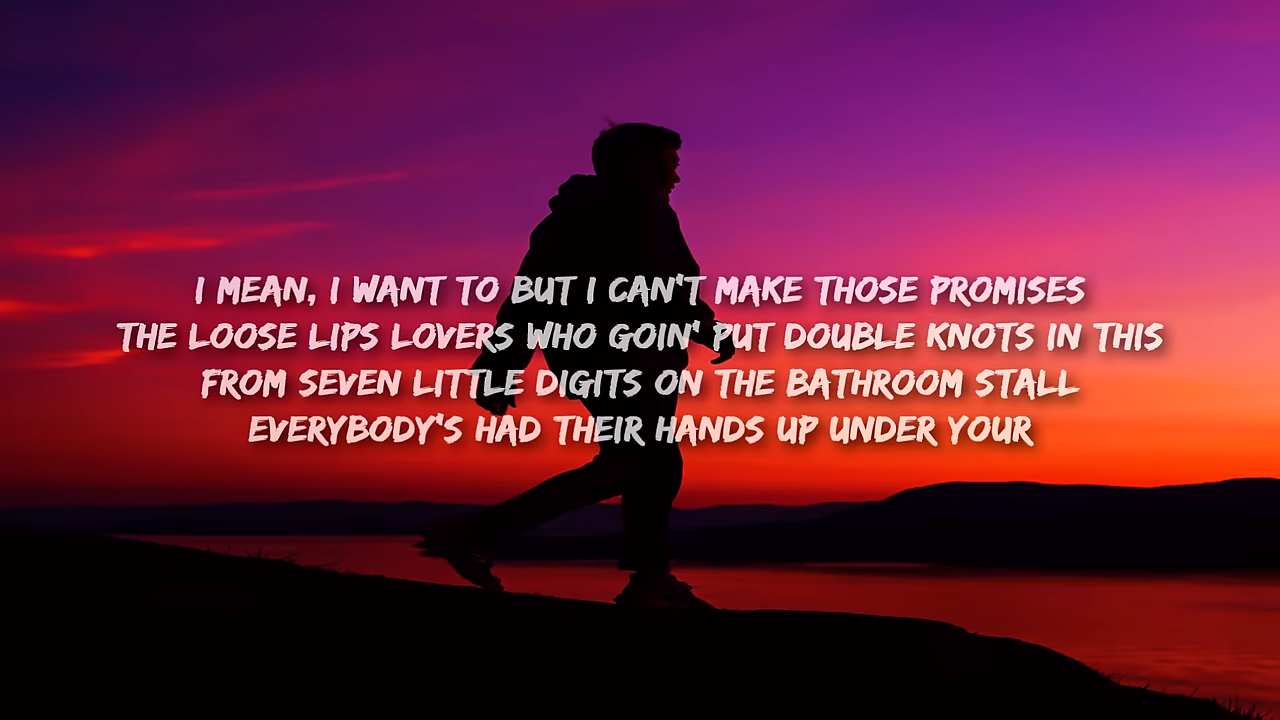 I MEAN, I WANT TO BUT I CAN'T MAKE THOSE PROMISES
THE LOOSE LIPS LOVERS WHO GOIN' PUT DOUBLE KNOTS IN THIS
FROM SEVEN LITTLE DIGITS ON THE BATHROOM STALL
EVERYBODY'S HAD THEIR HANDS UP UNDER YOUR